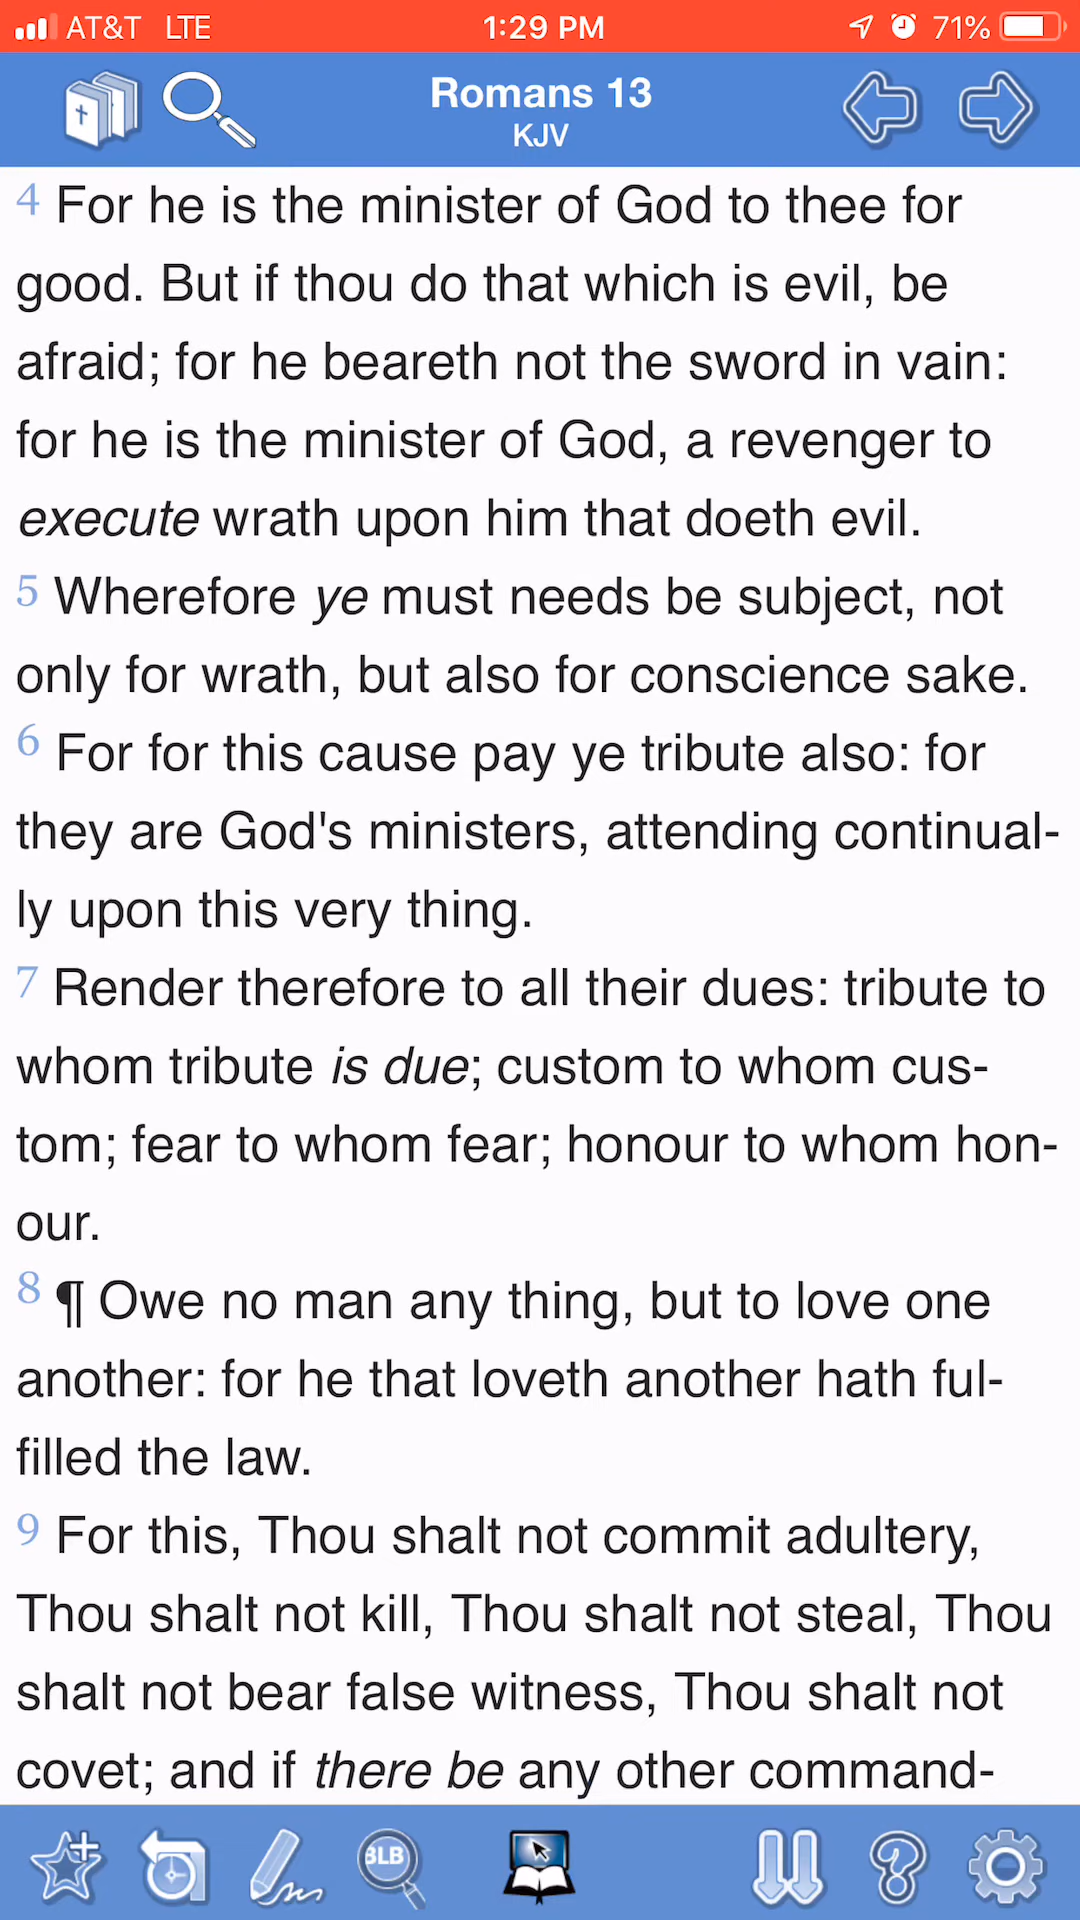 AT&T LTE 1:29 PM 71%
Romans 13
KJV
4 For he is the minister of God to thee for
good. But if thou do that which is evil, be
afraid; for he beareth not the sword in vain:
for he is the minister of God, a revenger to
execute wrath upon him that doeth evil.
5 Wherefore ye must needs be subject, not
only for wrath, but also for conscience sake.
6 For for this cause pay ye tribute also: for
they are God's ministers, attending continual-
ly upon this very thing.
7 Render therefore to all their dues: tribute to
whom tribute is due; custom to whom cus-
tom; fear to whom fear; honour to whom hon-
our.
8 ¶ Owe no man any thing, but to love one
another: for he that loveth another hath ful-
filled the law.
9 For this, Thou shalt not commit adultery,
Thou shalt not kill, Thou shalt not steal, Thou
shalt not bear false witness, Thou shalt not
covet; and if there be any other command-
BLB